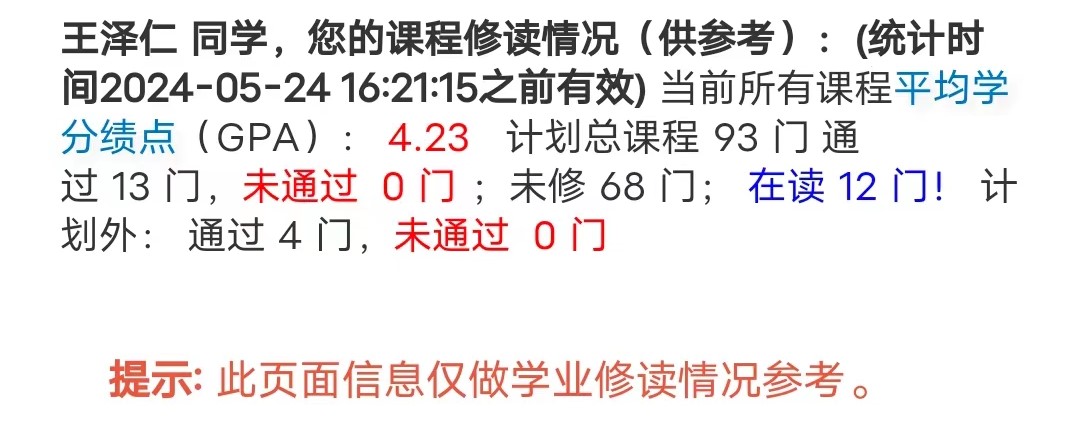 王泽仁 同学，您的课程修读情况（供参考）：(统计时
间2024-05-24 16:21:15之前有效) 当前所有课程平均学
分绩点（GPA）： 4.23 计划总课程 93 门 通
过 13 门，未通过 0 门 ；未修 68 门； 在读 12 门！ 计
划外： 通过 4 门，未通过 0 门
提示: 此页面信息仅做学业修读情况参考。